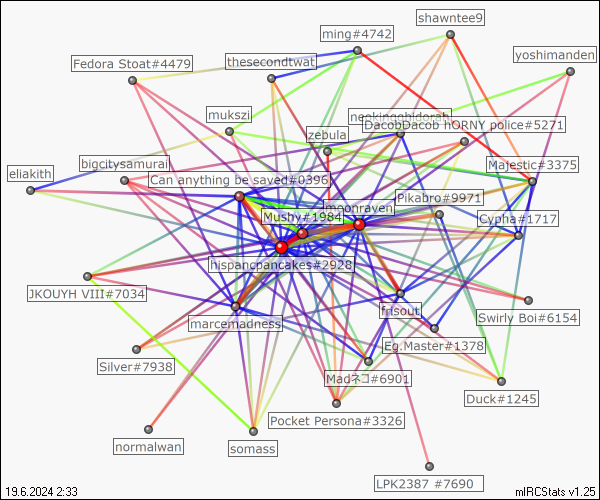 shawntee9
ming#4742
yoshimanden
Fedora Stoat#4479
thesecondtwat
mukszi
neokingghidorah
DacobDacob hORNY police#5271
zebula
eliakith
bigcitysamurai
Majestic#3375
Can anything be saved#0396
Pikabro#9971
moonraven
Mushy#1984
Cypha#1717
hispancpancakes#2928
JKOUYH VIII#7034
frisout
Swirly Boi#6154
marcemadness
Eg.Master#1378
Silver#7938
Madネコ#6901
Duck#1245
Pocket Persona#3326
normalwan
somass
LPK2387 #7690
19.6.2024 2:33
mIRCStats v1.25